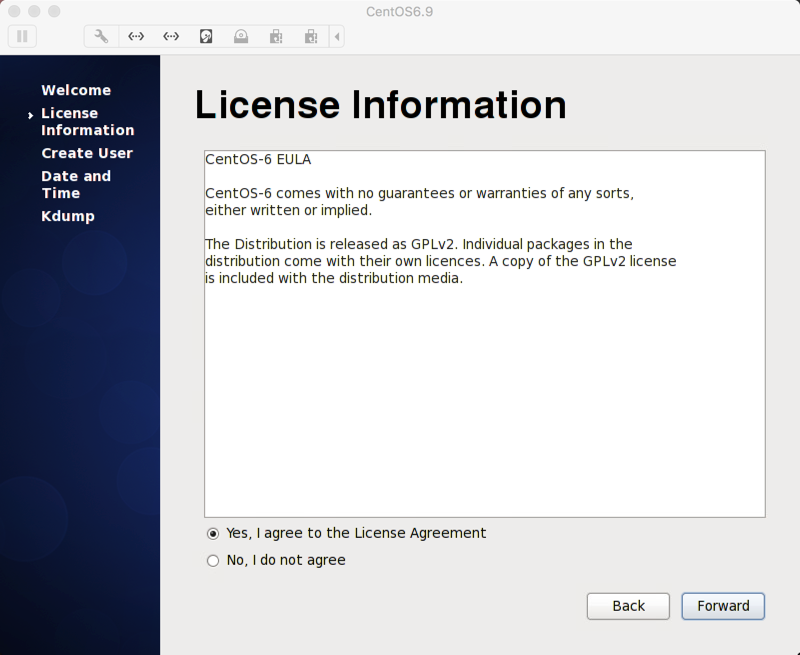 CentOS6.9
Welcome
License
Information
Create User
Date and
Time
Kdump
License Information
CentOS-6 EULA
CentOS-6 comes with no guarantees or warranties of any sorts,
either written or implied.
The Distribution is released as GPLv2. Individual packages in the
distribution come with their own licences. A copy of the GPLv2 license
is included with the distribution media.
Yes, I agree to the License Agreement
No, I do not agree
Back
Forward